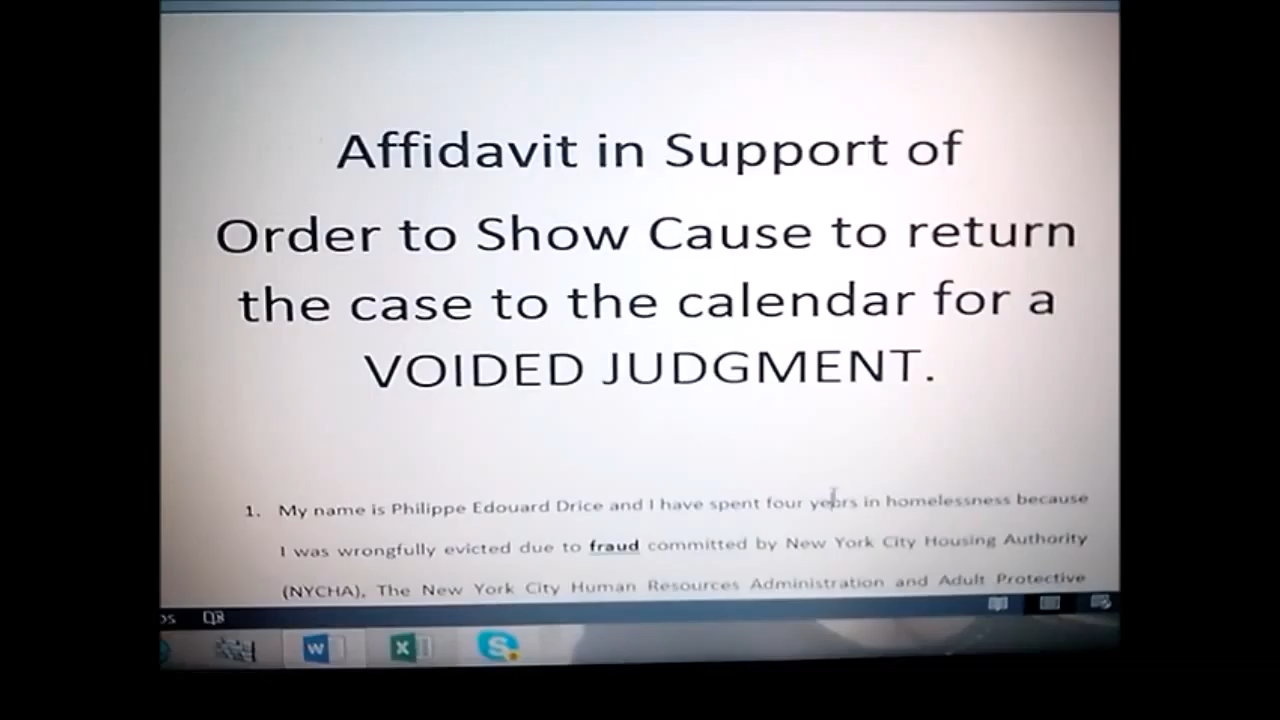 Affidavit in Support of
Order to Show Cause to return
the case to the calendar for a
VOIDED JUDGMENT.
1. My name is Philippe Edouard Drice and I have spent four years in homelessness because
I was wrongfully evicted due to fraud committed by New York City Housing Authority
(NYCHA), The New York City Human Resources Administration and Adult Protective